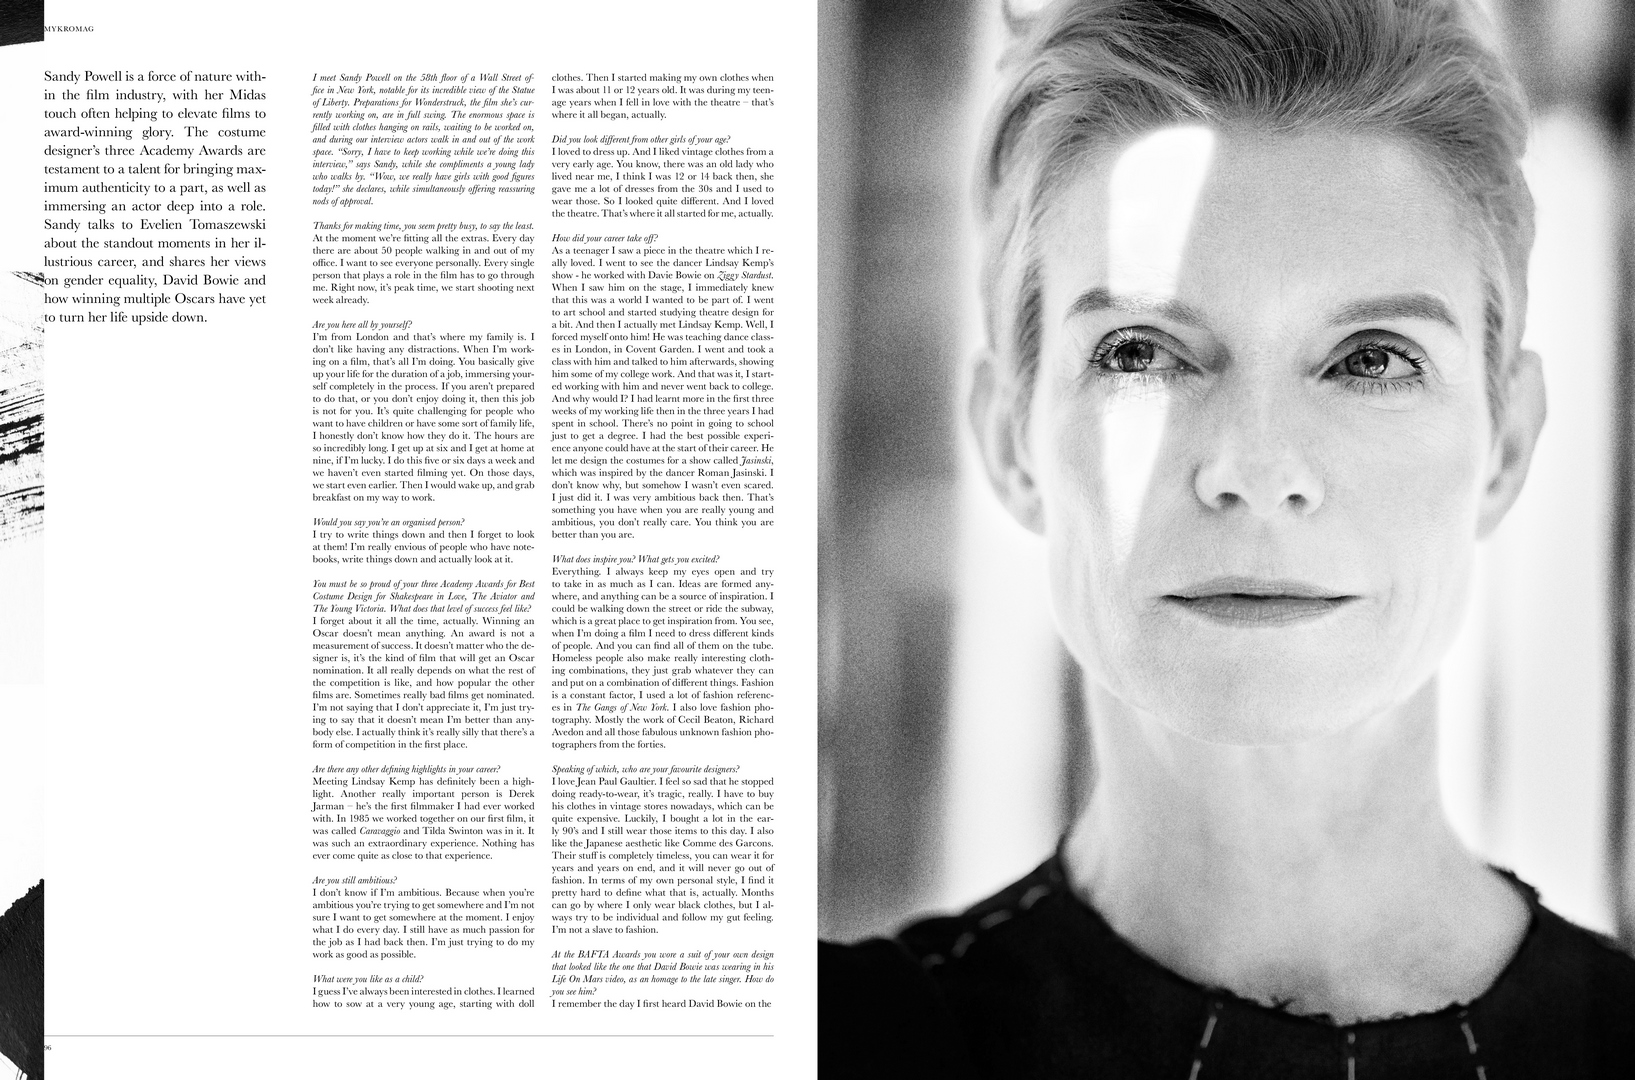 MYKROMAG
Sandy Powell is a force of nature with-
in the film industry, with her Midas
touch often helping to elevate films to
award-winning glory. The costume
designer's three Academy Awards are
testament to a talent for bringing max-
imum authenticity to a part, as well as
immersing an actor deep into a role.
Sandy talks to Evelien Tomaszewski
about the standout moments in her il-
lustrious career, and shares her views
on gender equality, David Bowie and
how winning multiple Oscars have yet
to turn her life upside down.
I meet Sandy Powell on the 58th floor of a Wall Street of-
fice in New York, notable for its incredible view of the Statue
of Liberty. Preparations for Wonderstruck, the film she's cur-
rently working on, are in full swing. The enormous space is
filled with clothes hanging on rails, waiting to be worked on,
and during our interview actors walk in and out of the work
space. "Sorry, I have to keep working while we're doing this
interview," says Sandy, while she compliments a young lady
who walks by. "Wow, we really have girls with good figures
today!" she declares, while simultaneously offering reassuring
nods of approval.
Thanks for making time, you seem pretty busy, to say the least.
At the moment we're fitting all the extras. Every day
there are about 50 people walking in and out of my
office. I want to see everyone personally. Every single
person that plays a role in the film has to go through
me. Right now, it's peak time, we start shooting next
week already.
Are you here all by yourself?
I'm from London and that's where my family is. I
don't like having any distractions. When I'm work-
ing on a film, that's all I'm doing. You basically give
up your life for the duration of a job, immersing your-
self completely in the process. If you aren't prepared
to do that, or you don't enjoy doing it, then this job
is not for you. It's quite challenging for people who
want to have children or have some sort of family life,
I honestly don't know how they do it. The hours are
so incredibly long. I get up at six and I get at home at
nine, if I'm lucky. I do this five or six days a week and
we haven't even started filming yet. On those days,
we start even earlier. Then I would wake up, and grab
breakfast on my way to work.
Would you say you're an organised person?
I try to write things down and then I forget to look
at them! I'm really envious of people who have note-
books, write things down and actually look at it.
You must be so proud of your three Academy Awards for Best
Costume Design for Shakespeare in Love, The Aviator and
The Young Victoria. What does that level of success feel like?
I forget about it all the time, actually. Winning an
Oscar doesn't mean anything. An award is not a
measurement of success. It doesn't matter who the de-
signer is, it's the kind of film that will get an Oscar
nomination. It all really depends on what the rest of
the competition is like, and how popular the other
films are. Sometimes really bad films get nominated.
I'm not saying that I don't appreciate it, I'm just try-
ing to say that it doesn't mean I'm better than any-
body else. I actually think it's really silly that there's a
form of competition in the first place.
Are there any other defining highlights in your career?
Meeting Lindsay Kemp has definitely been a high-
light. Another really important person is Derek
Jarman – he's the first filmmaker I had ever worked
with. In 1985 we worked together on our first film, it
was called Caravaggio and Tilda Swinton was in it. It
was such an extraordinary experience. Nothing has
ever come quite as close to that experience.
Are you still ambitious?
I don't know if I'm ambitious. Because when you're
ambitious you're trying to get somewhere and I'm not
sure I want to get somewhere at the moment. I enjoy
what I do every day. I still have as much passion for
the job as I had back then. I'm just trying to do my
work as good as possible.
What were you like as a child?
I guess I've always been interested in clothes. I learned
how to sow at a very young age, starting with doll
clothes. Then I started making my own clothes when
I was about 11 or 12 years old. It was during my teen-
age years when I fell in love with the theatre – that's
where it all began, actually.
Did you look different from other girls of your age?
I loved to dress up. And I liked vintage clothes from a
very early age. You know, there was an old lady who
lived near me, I think I was 12 or 14 back then, she
gave me a lot of dresses from the 30s and I used to
wear those. So I looked quite different. And I loved
the theatre. That's where it all started for me, actually.
How did your career take off?
As a teenager I saw a piece in the theatre which I re-
ally loved. I went to see the dancer Lindsay Kemp's
show - he worked with Davie Bowie on Ziggy Stardust.
When I saw him on the stage, I immediately knew
that this was a world I wanted to be part of. I went
to art school and started studying theatre design for
a bit. And then I actually met Lindsay Kemp. Well, I
forced myself onto him! He was teaching dance class-
es in London, in Covent Garden. I went and took a
class with him and talked to him afterwards, showing
him some of my college work. And that was it, I start-
ed working with him and never went back to college.
And why would I? I had learnt more in the first three
weeks of my working life then in the three years I had
spent in school. There's no point in going to school
just to get a degree. I had the best possible experi-
ence anyone could have at the start of their career. He
let me design the costumes for a show called Jasinski,
which was inspired by the dancer Roman Jasinski. I
don't know why, but somehow I wasn't even scared.
I just did it. I was very ambitious back then. That's
something you have when you are really young and
ambitious, you don't really care. You think you are
better than you are.
What does inspire you? What gets you excited?
Everything. I always keep my eyes open and try
to take in as much as I can. Ideas are formed any-
where, and anything can be a source of inspiration. I
could be walking down the street or ride the subway,
which is a great place to get inspiration from. You see,
when I'm doing a film I need to dress different kinds
of people. And you can find all of them on the tube.
Homeless people also make really interesting cloth-
ing combinations, they just grab whatever they can
and put on a combination of different things. Fashion
is a constant factor, I used a lot of fashion referenc-
es in The Gangs of New York. I also love fashion pho-
tography. Mostly the work of Cecil Beaton, Richard
Avedon and all those fabulous unknown fashion pho-
tographers from the forties.
Speaking of which, who are your favourite designers?
I love Jean Paul Gaultier. I feel so sad that he stopped
doing ready-to-wear, it's tragic, really. I have to buy
his clothes in vintage stores nowadays, which can be
quite expensive. Luckily, I bought a lot in the ear-
ly 90's and I still wear those items to this day. I also
like the Japanese aesthetic like Comme des Garcons.
Their stuff is completely timeless, you can wear it for
years and years on end, and it will never go out of
fashion. In terms of my own personal style, I find it
pretty hard to define what that is, actually. Months
can go by where I only wear black clothes, but I al-
ways try to be individual and follow my gut feeling.
I'm not a slave to fashion.
At the BAFTA Awards you wore a suit of your own design
that looked like the one that David Bowie was wearing in his
Life On Mars video, as an homage to the late singer. How do
you see him?
I remember the day I first heard David Bowie on the
96